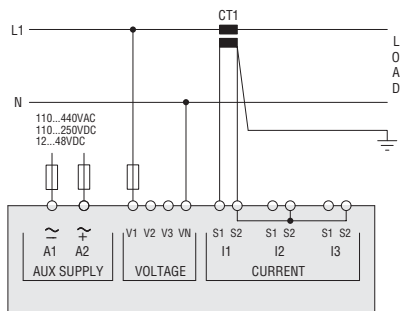 CT1
L1
L
O
A
D
N
110...440VAC
110...250VDC
12...48VDC
V1 V2 V3 VN S1 S2 S1 S2 S1 S2
A1 A2 I1 I2 I3
AUX SUPPLY VOLTAGE CURRENT